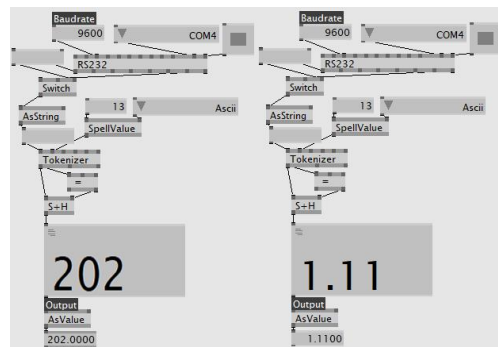 Baudrate
9600
COM4
RS232
Switch
13
Ascii
AsString
SpellValue
Tokenizer
=
S+H
202
Output
AsValue
202.0000
Baudrate
9600
COM4
RS232
Switch
13
Ascii
AsString
SpellValue
Tokenizer
=
S+H
1.11
Output
AsValue
1.1100